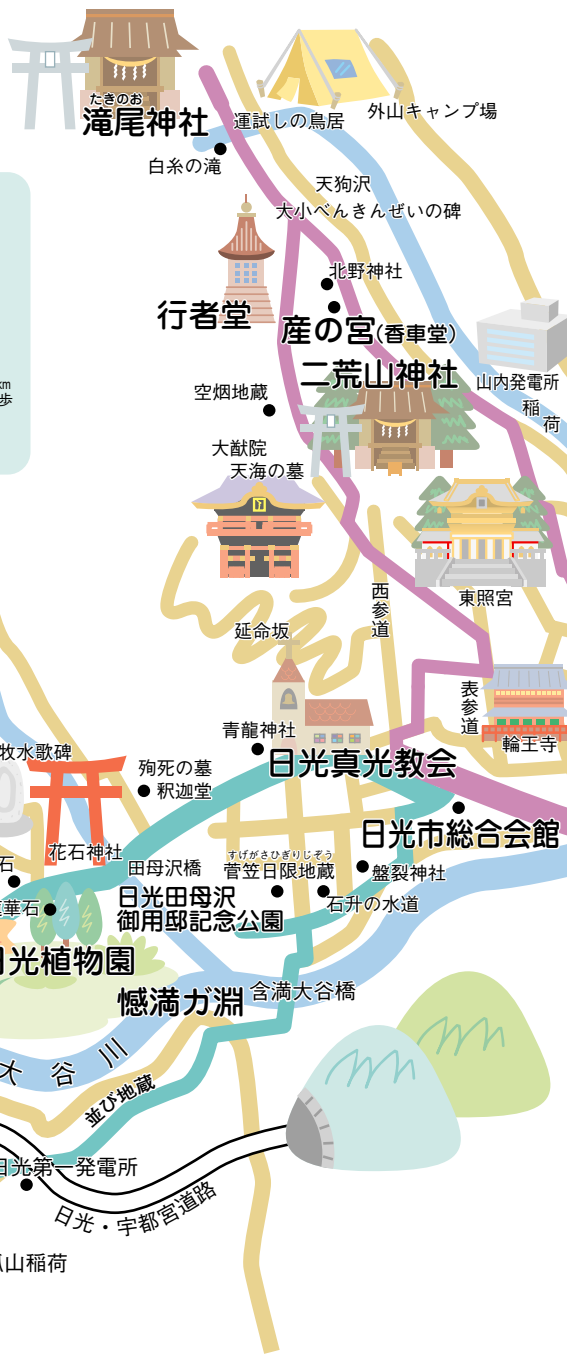 たきのお
滝尾神社
運試しの鳥居
外山キャンプ場
白糸の滝
天狗沢
大小べんきんぜいの碑
北野神社
行者堂
産の宮(香車堂)
二荒山神社
山内発電所
km
歩
空烟地蔵
稲荷
大猷院
天海の墓
西参道
東照宮
延命坂
表参道
青龍神社
輪王寺
牧水歌碑
殉死の墓
釈迦堂
日光真光教会
日光市総合会館
花石神社
田母沢橋
すげがさひぎりじぞう
菅笠日限地蔵
盤裂神社
石
華石
日光田母沢
御用邸記念公園
石升の水道
光植物園
憾満ガ淵
含満大谷橋
大谷川
並び地蔵
日光第一発電所
日光・宇都宮道路
山稲荷